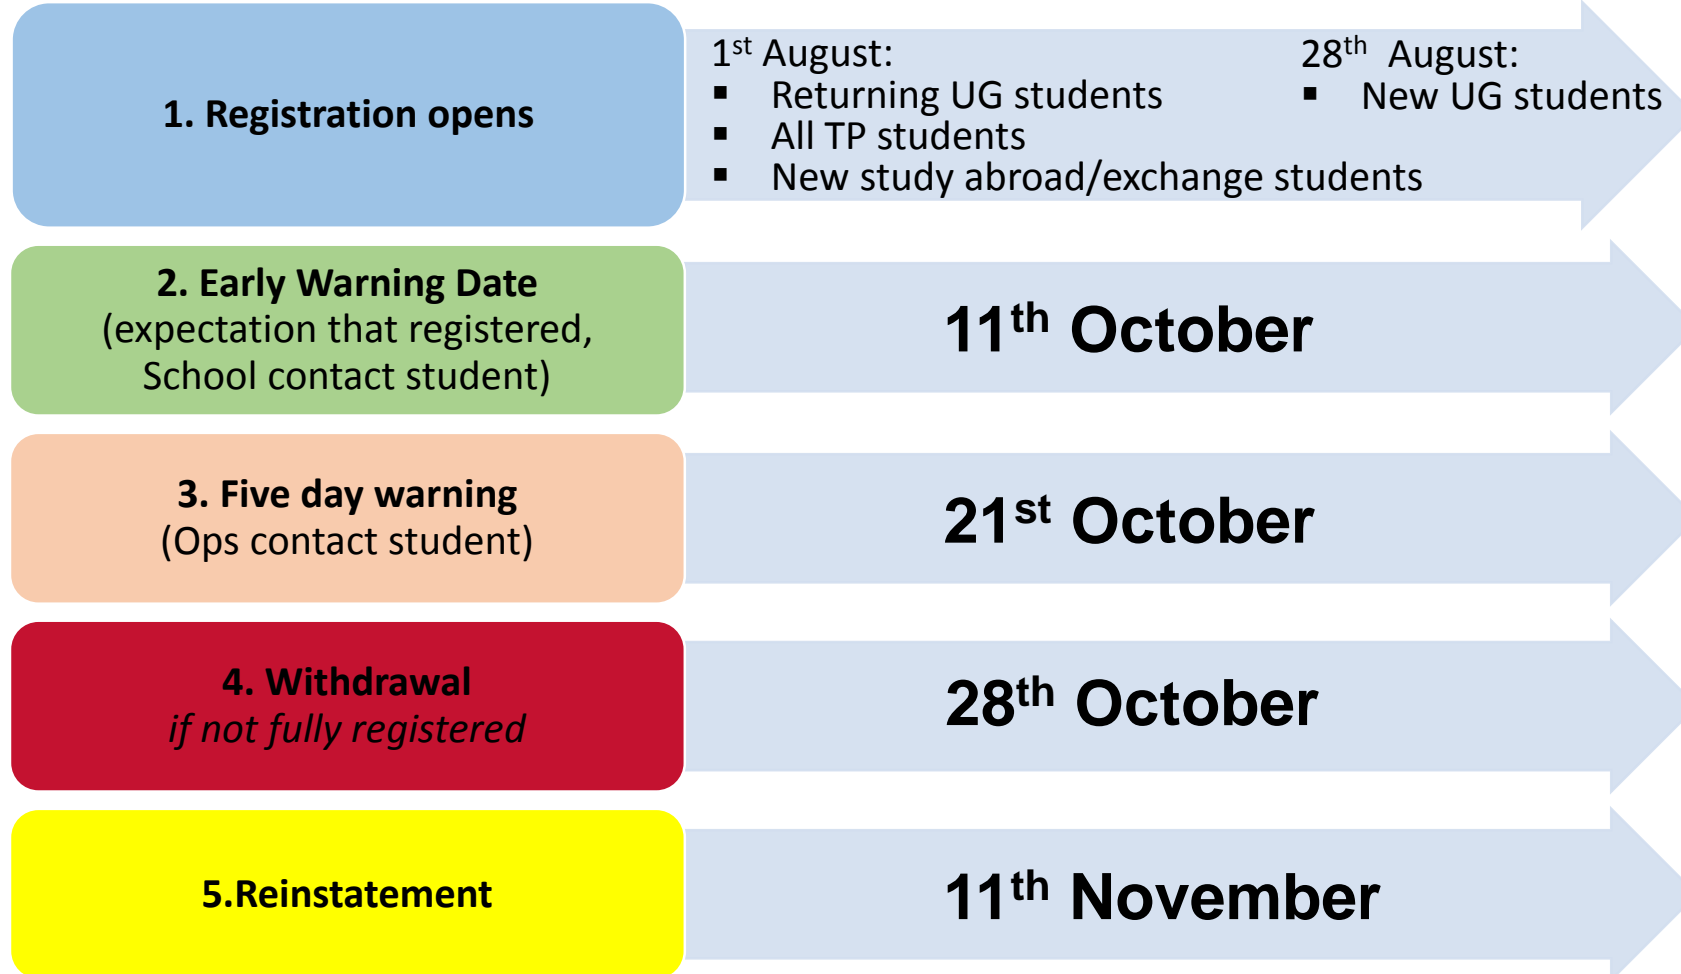 1. Registration opens
1st August:
▪ Returning UG students
▪ All TP students
▪ New study abroad/exchange students
28th August:
▪ New UG students
2. Early Warning Date
(expectation that registered,
School contact student)
11th October
3. Five day warning
(Ops contact student)
21st October
4. Withdrawal
if not fully registered
28th October
5.Reinstatement
11th November